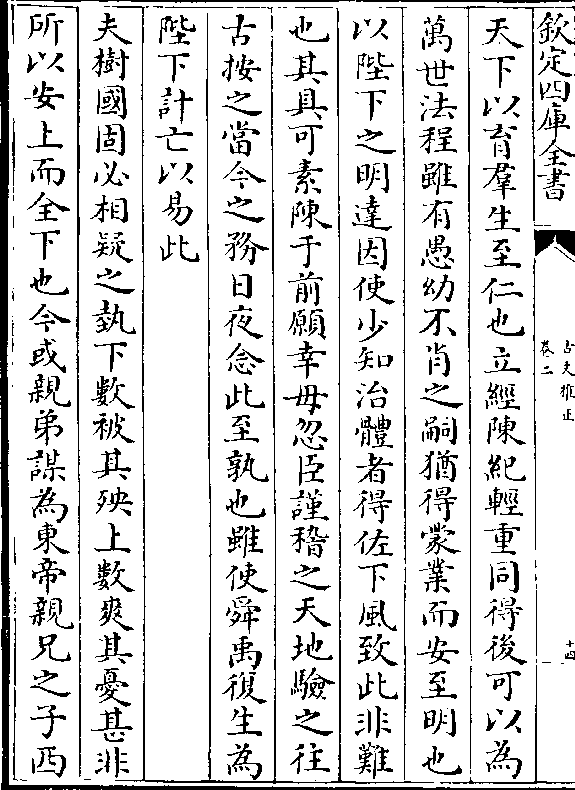 欽定四庫全書
古文雅正
卷二
十四
天下以育羣生至仁也立經陳紀輕重同得後可以為
萬世法程雖有愚幼不肖之嗣猶得蒙業而安至明也
以陛下之明達因使少知治體者得佐下風致此非難
也其具可素陳于前願幸毋忽臣謹稽之天地驗之往
古按之當今之務日夜念此至孰也雖使舜禹復生為
陛下計亡以易此
夫樹國固必相疑之埶下數被其殃上數爽其憂甚非
所以安上而全下也今或親弟謀為東帝親兄之子西